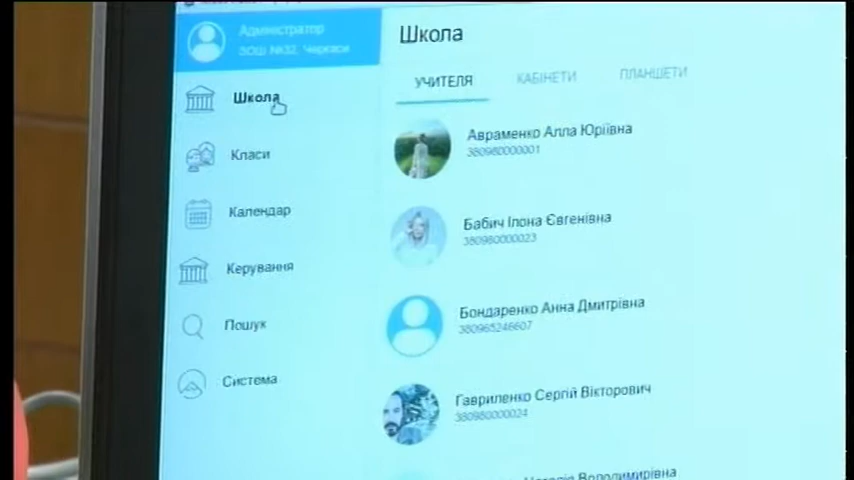 Адміністратор
ЗОШ №32, Черкаси
Школа
Класи
Календар
Керування
Пошук
Система
Школа
УЧИТЕЛЯ КАБІНЕТИ ПЛАНШЕТИ
Авраменко Алла Юріївна
380980000001
Бабич Ілона Євгенівна
380980000023
Бондаренко Анна Дмитрівна
380965246607
Гавриленко Сергій Вікторович
380980000024
Володимирівна